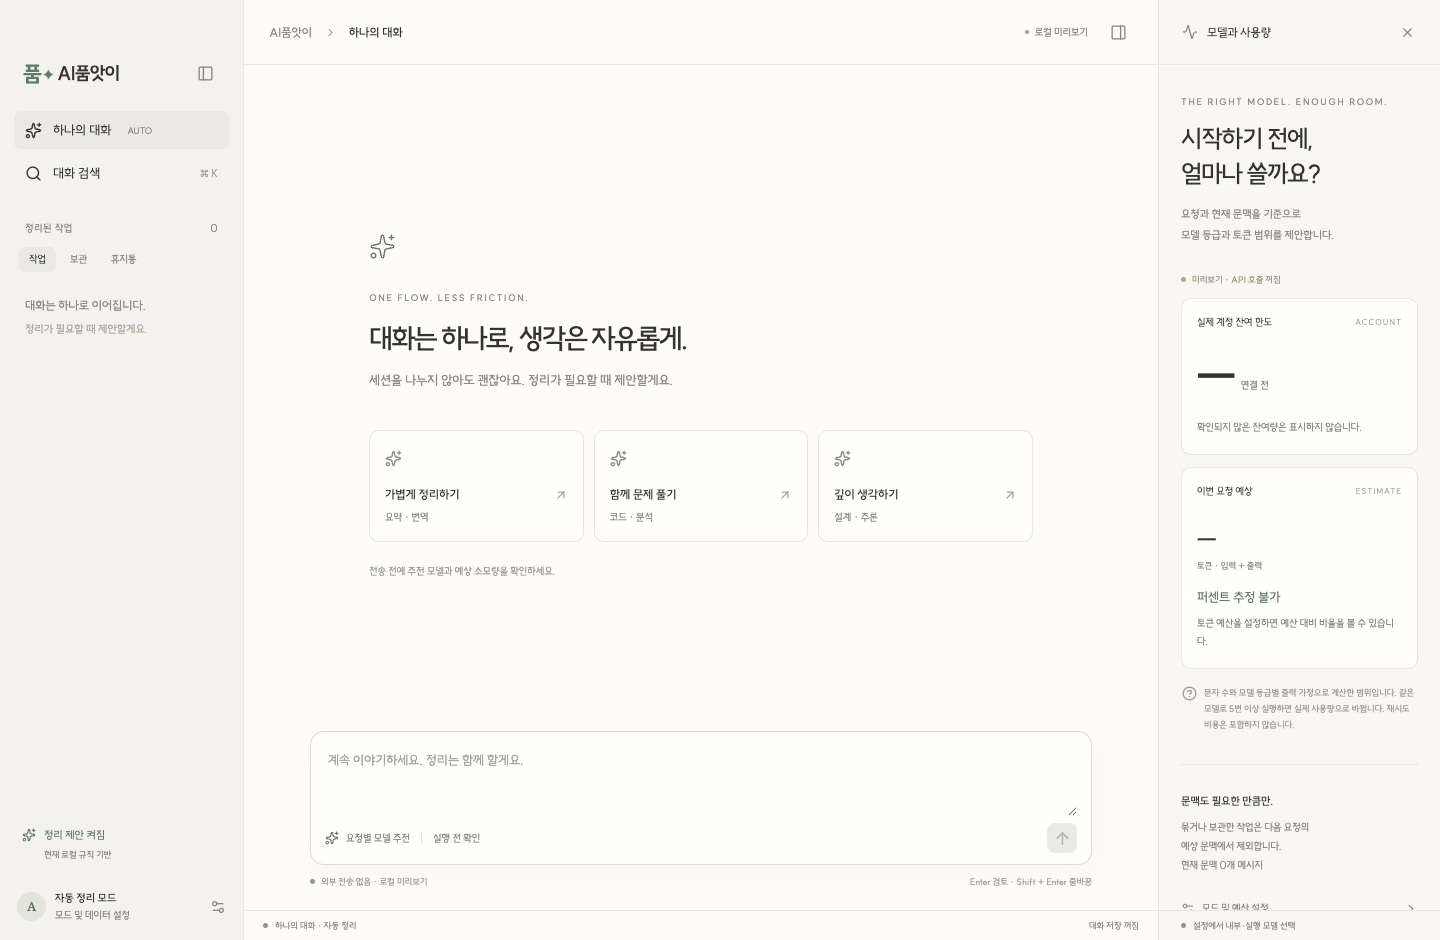 품 AI품앗이
하나의 대화 AUTO
대화 검색 ⌘ K
정리된 작업 0
작업 보관 휴지통
대화는 하나로 이어집니다.
정리가 필요할 때 제안할게요.
정리 제안 켜짐
현재 로컬 규칙 기반
A 자동 정리 모드
모드 및 데이터 설정
AI품앗이 > 하나의 대화
로컬 미리보기
ONE FLOW. LESS FRICTION.
대화는 하나로, 생각은 자유롭게.
세션을 나누지 않아도 괜찮아요. 정리가 필요할 때 제안할게요.
가볍게 정리하기
요약 · 번역
함께 문제 풀기
코드 · 분석
깊이 생각하기
설계 · 추론
전송 전에 추천 모델과 예상 소모량을 확인하세요.
계속 이야기하세요. 정리는 함께 할게요.
요청별 모델 추천 실행 전 확인
외부 전송 없음 · 로컬 미리보기
Enter 검토 · Shift + Enter 줄바꿈
하나의 대화 · 자동 정리
대화 저장 꺼짐
모델과 사용량
THE RIGHT MODEL. ENOUGH ROOM.
시작하기 전에,
얼마나 쓸까요?
요청과 현재 문맥을 기준으로
모델 등급과 토큰 범위를 제안합니다.
미리보기 · API 호출 꺼짐
실제 계정 잔여 한도 ACCOUNT
— 연결 전
확인되지 않은 잔여량은 표시하지 않습니다.
이번 요청 예상 ESTIMATE
—
토큰 · 입력 + 출력
퍼센트 추정 불가
토큰 예산을 설정하면 예산 대비 비율을 볼 수 있습니
다.
문자 수와 모델 등급별 출력 가정으로 계산한 범위입니다. 같은
모델로 5번 이상 실행하면 실제 사용량으로 바뀝니다. 재시도
비용은 포함하지 않습니다.
문맥도 필요한 만큼만.
묶거나 보관한 작업은 다음 요청의
예상 문맥에서 제외합니다.
현재 문맥 0개 메시지
모드 및 예산 설정
설정에서 내부·실행 모델 선택